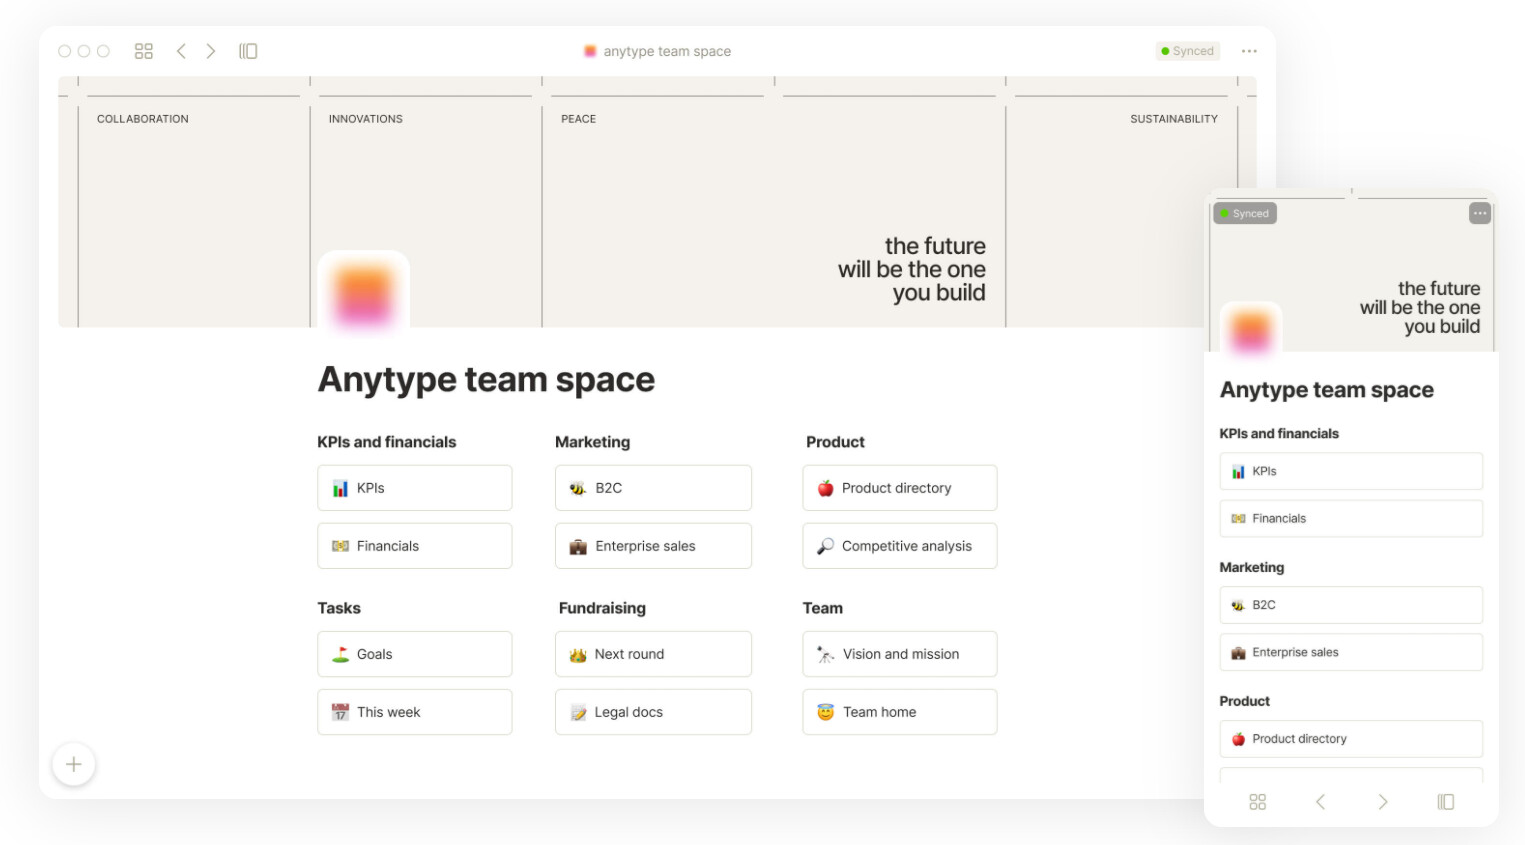 anytype team space
Synced
COLLABORATION
INNOVATIONS
PEACE
SUSTAINABILITY
the future
will be the one
you build
Anytype team space
KPIs and financials
KPIs
Financials
Marketing
B2C
Enterprise sales
Product
Product directory
Competitive analysis
Tasks
Goals
17
This week
Fundraising
Next round
Legal docs
Team
Vision and mission
Team home
Synced
the future
will be the one
you build
Anytype team space
KPIs and financials
KPIs
Financials
Marketing
B2C
Enterprise sales
Product
Product directory